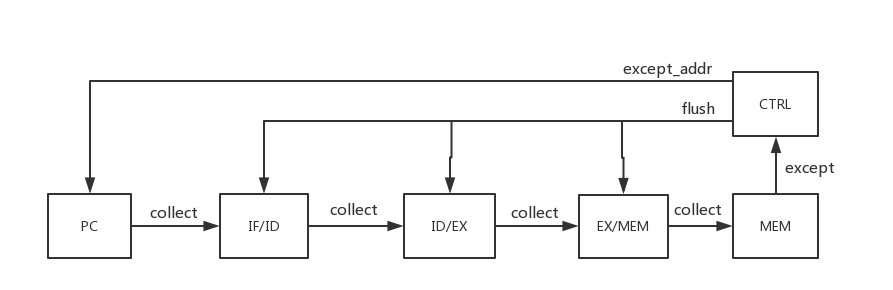 except_addr
CTRL
flush
except
PC
collect
IF/ID
collect
ID/EX
collect
EX/MEM
collect
MEM